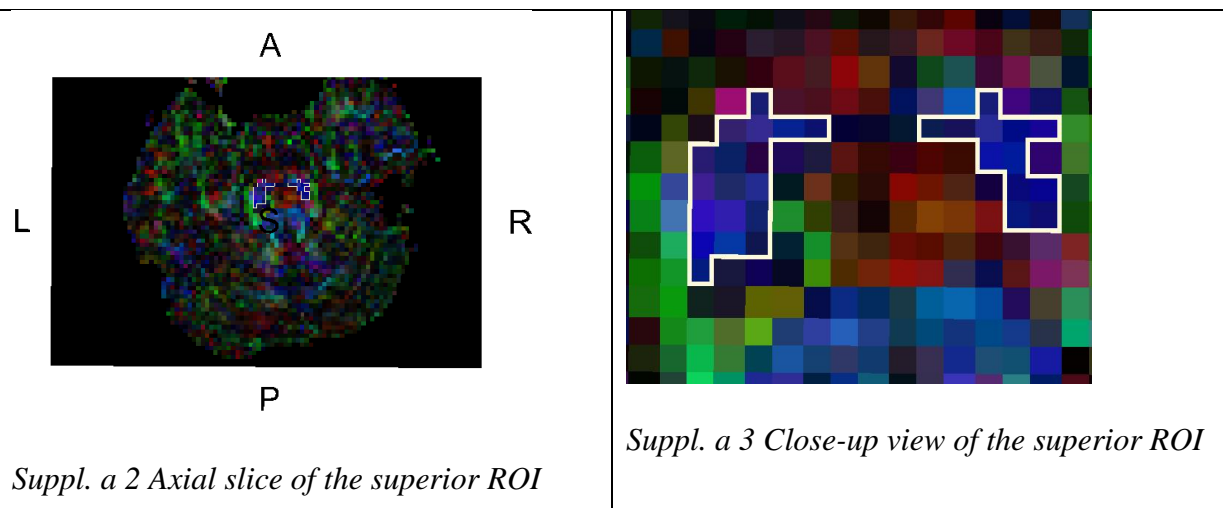 A
L
S
R
P
Suppl. a 2 Axial slice of the superior ROI
Suppl. a 3 Close-up view of the superior ROI